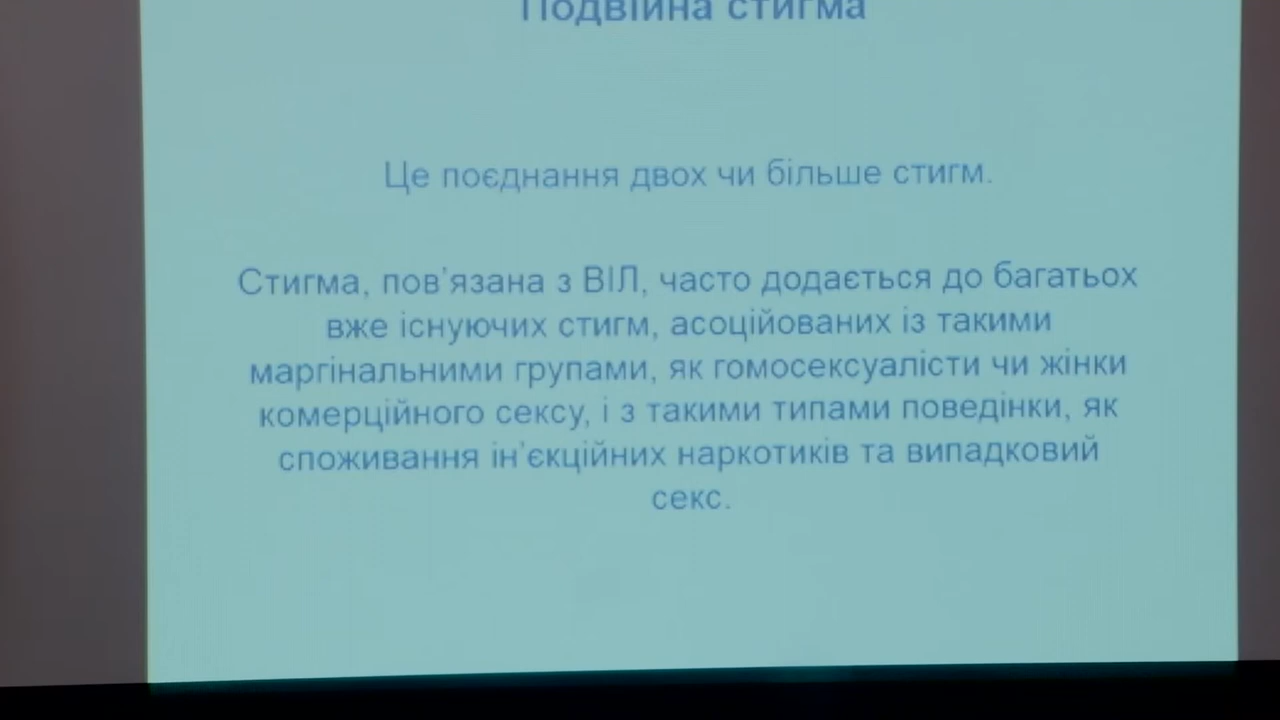 Подвійна стигма
Це поєднання двох чи більше стигм.
Стигма, пов’язана з ВІЛ, часто додається до багатьох
вже існуючих стигм, асоційованих із такими
маргінальними групами, як гомосексуалісти чи жінки
комерційного сексу, і з такими типами поведінки, як
споживання ін’єкційних наркотиків та випадковий
секс.